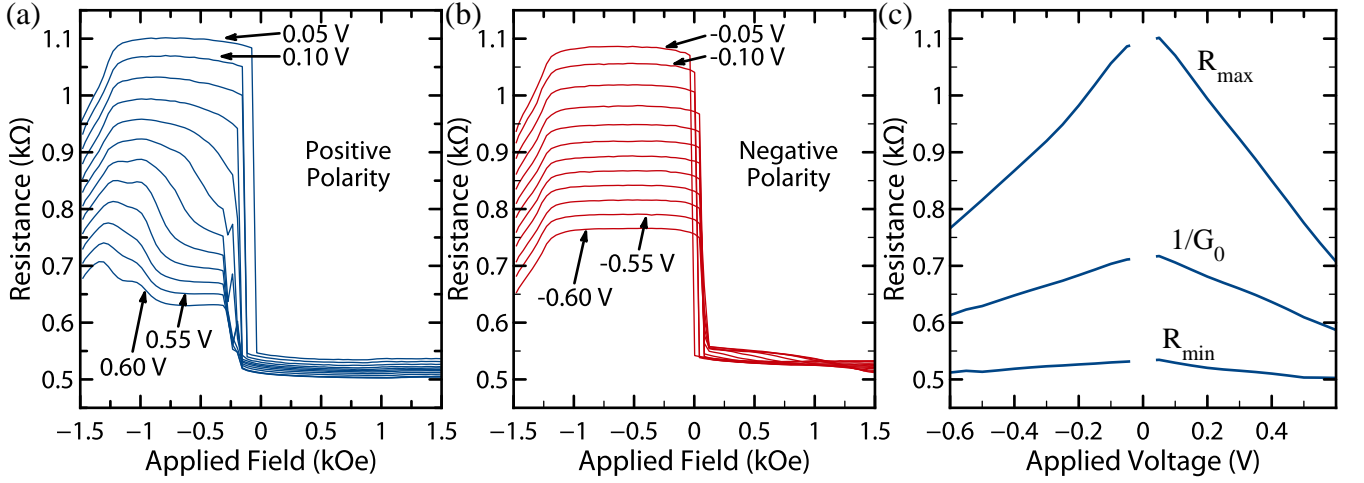 (a)
0.05 V
0.10 V
Positive
Polarity
0.55 V
0.60 V
1.1
1
0.9
0.8
0.7
0.6
0.5
Resistance (kΩ)
−1.5 −1 −0.5 0 0.5 1 1.5
Applied Field (kOe)
(b)
-0.05 V
-0.10 V
Negative
Polarity
-0.55 V
-0.60 V
1.1
1
0.9
0.8
0.7
0.6
0.5
Resistance (kΩ)
−1.5 −1 −0.5 0 0.5 1 1.5
Applied Field (kOe)
(c)
Rmax
1/G0
Rmin
1.1
1
0.9
0.8
0.7
0.6
0.5
Resistance (kΩ)
−0.6 −0.4 −0.2 0 0.2 0.4
Applied Voltage (V)